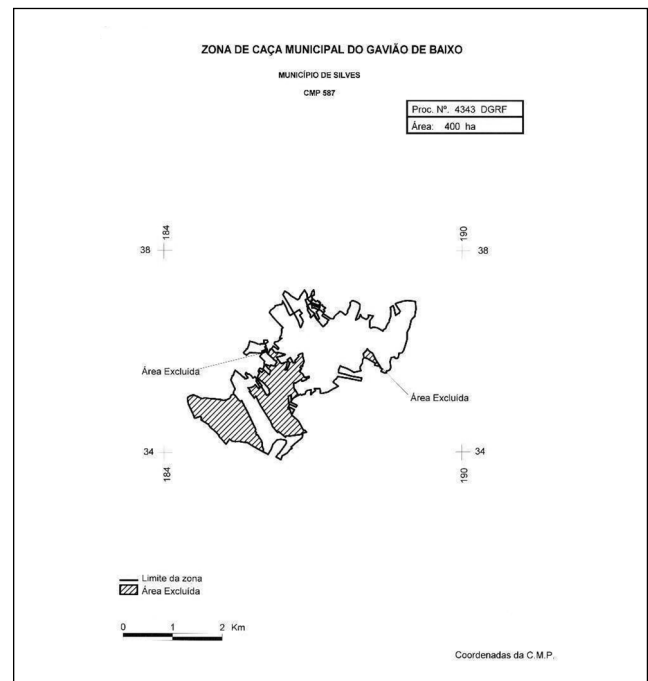 ZONA DE CAÇA MUNICIPAL DO GAVIÃO DE BAIXO
MUNICÍPIO DE SILVES
CMP 587
Proc. Nº. 4343 DGRF
Área: 400 ha
184
190
38
38
Área Excluída
Área Excluída
34
34
184
190
Limite da zona
Área Excluída
0 1 2 Km
Coordenadas da C.M.P.